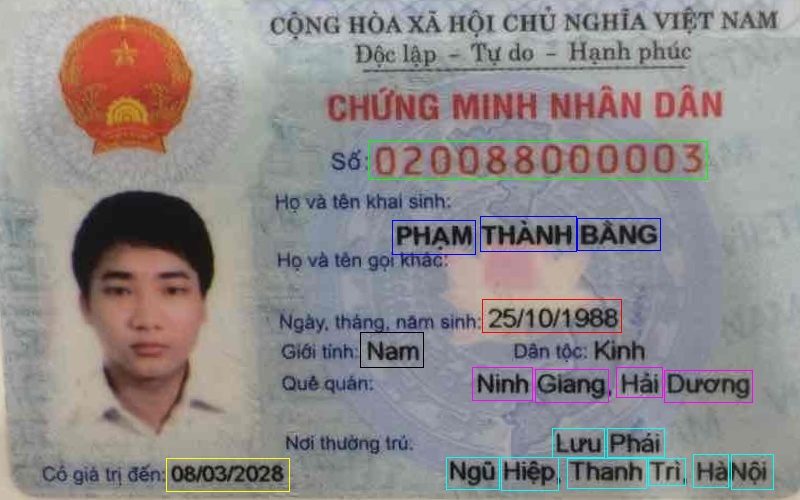 CỘNG HÒA XÃ HỘI CHỦ NGHĨA VIỆT NAM
Độc lập - Tự do - Hạnh phúc
CHỨNG MINH NHÂN DÂN
Số: 020088000003
Họ và tên khai sinh:
PHẠM THÀNH BẰNG
Họ và tên gọi khác:
Ngày, tháng, năm sinh: 25/10/1988
Giới tính: Nam Dân tộc: Kinh
Quê quán: Ninh Giang, Hải Dương
Nơi thường trú: Lưu Phái
Có giá trị đến: 08/03/2028 Ngũ Hiệp, Thanh Trì, Hà Nội